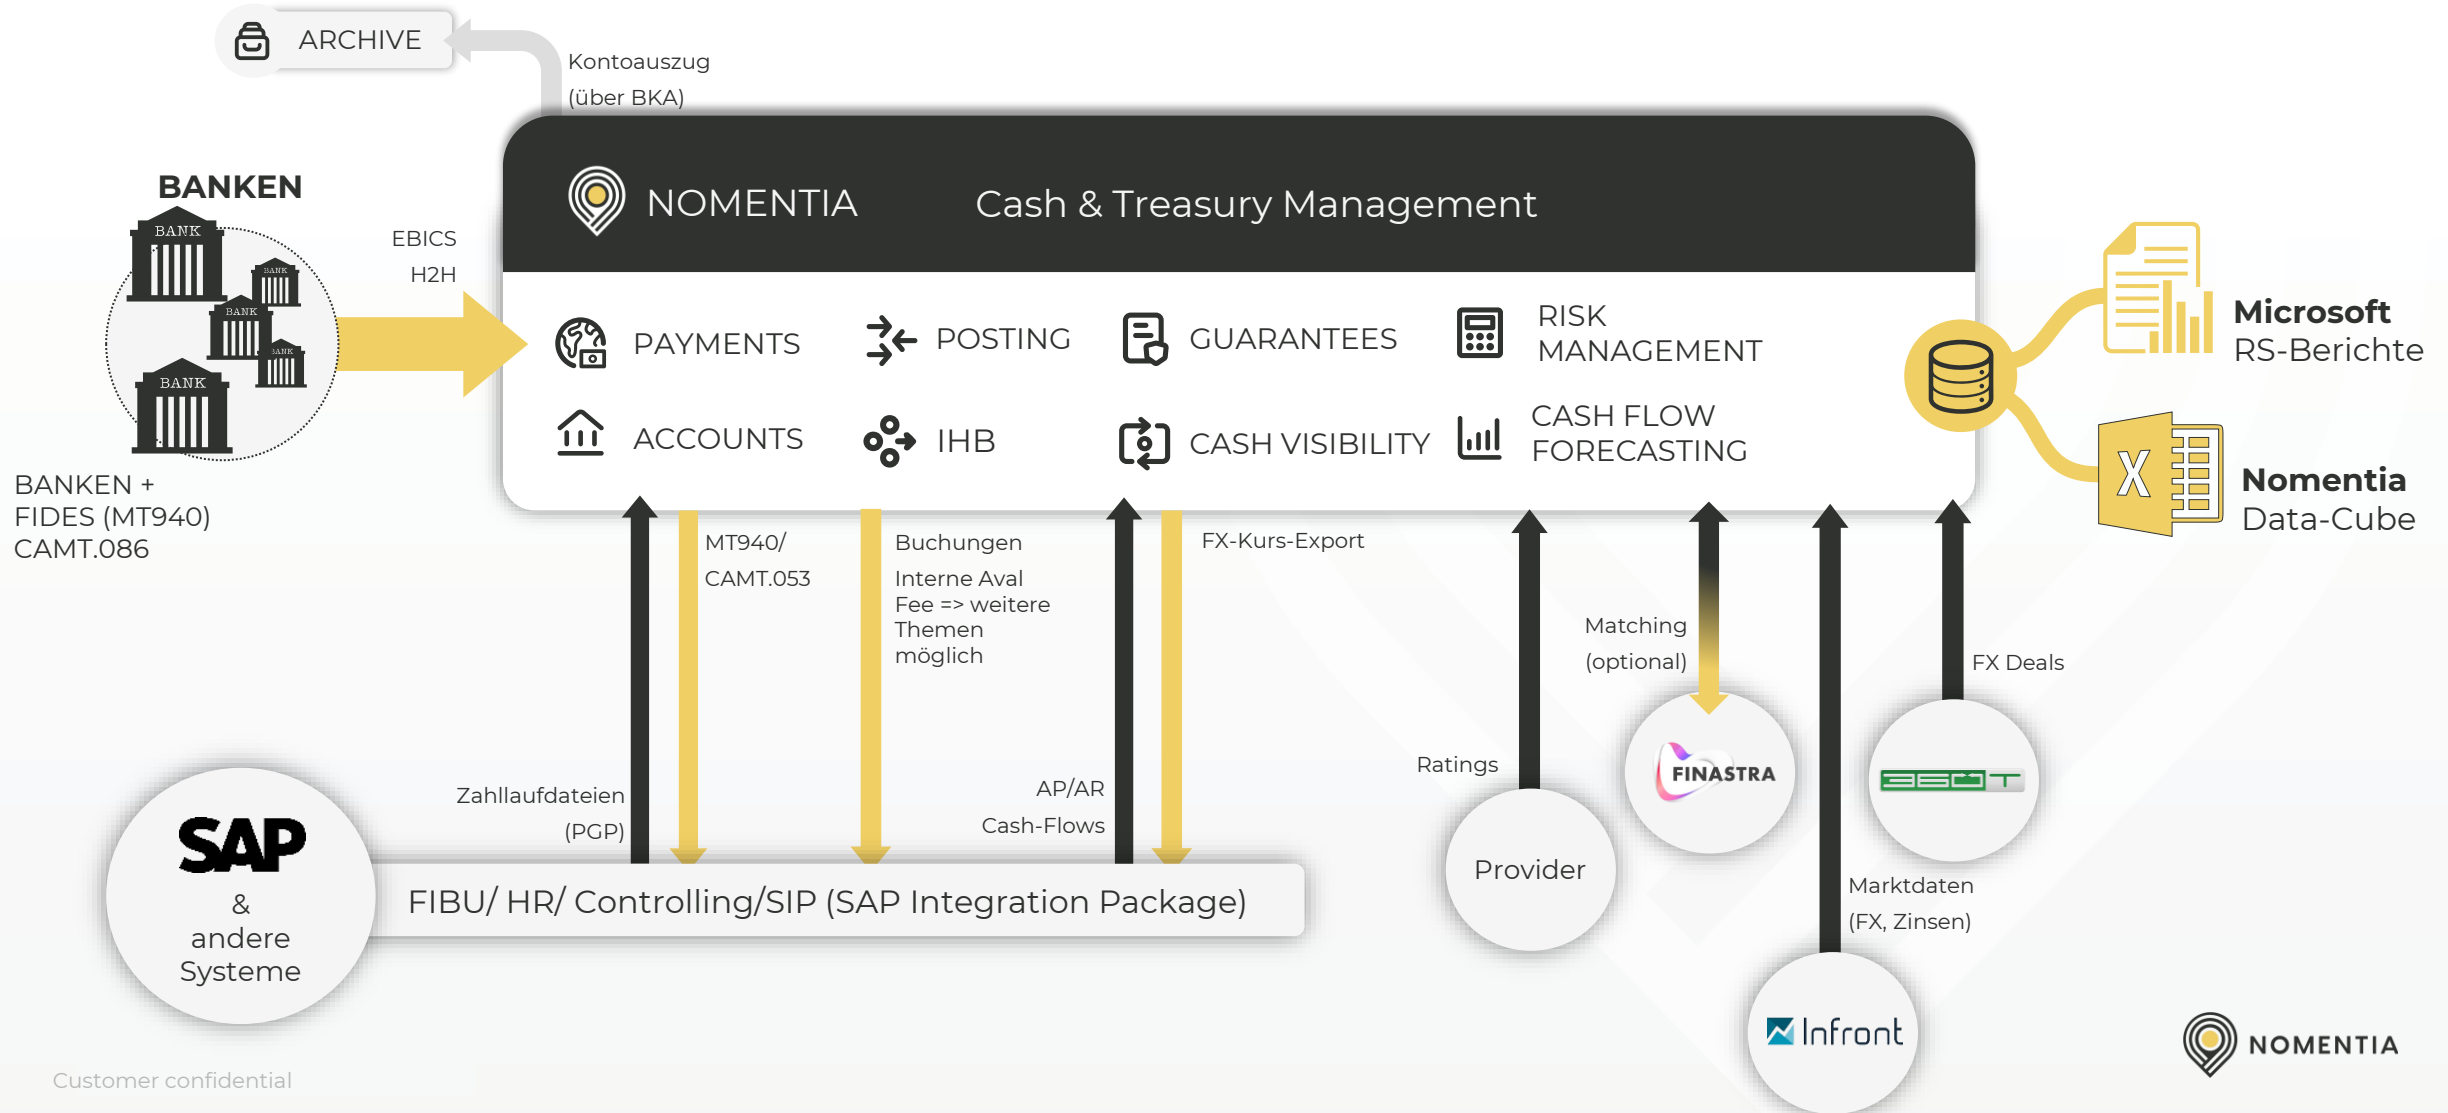 ARCHIVE
Kontoauszug
(über BKA)
NOMENTIA
Cash & Treasury Management
BANKEN
BANK
BANK
BANK
BANK
BANK
EBICS
H2H
BANKEN +
FIDES (MT940)
CAMT.086
PAYMENTS
POSTING
GUARANTEES
RISK
MANAGEMENT
ACCOUNTS
IHB
CASH VISIBILITY
CASH FLOW
FORECASTING
Microsoft
RS-Berichte
X
Nomentia
Data-Cube
MT940/
CAMT.053
Buchungen
Interne Aval
Fee => weitere
Themen
möglich
FX-Kurs-Export
Matching
(optional)
FX Deals
Zahllaufdateien
(PGP)
AP/AR
Cash-Flows
Ratings
FINASTRA
360T
Provider
SAP
&
andere
Systeme
FIBU/ HR/ Controlling/SIP (SAP Integration Package)
Marktdaten
(FX, Zinsen)
Infront
NOMENTIA
Customer confidential